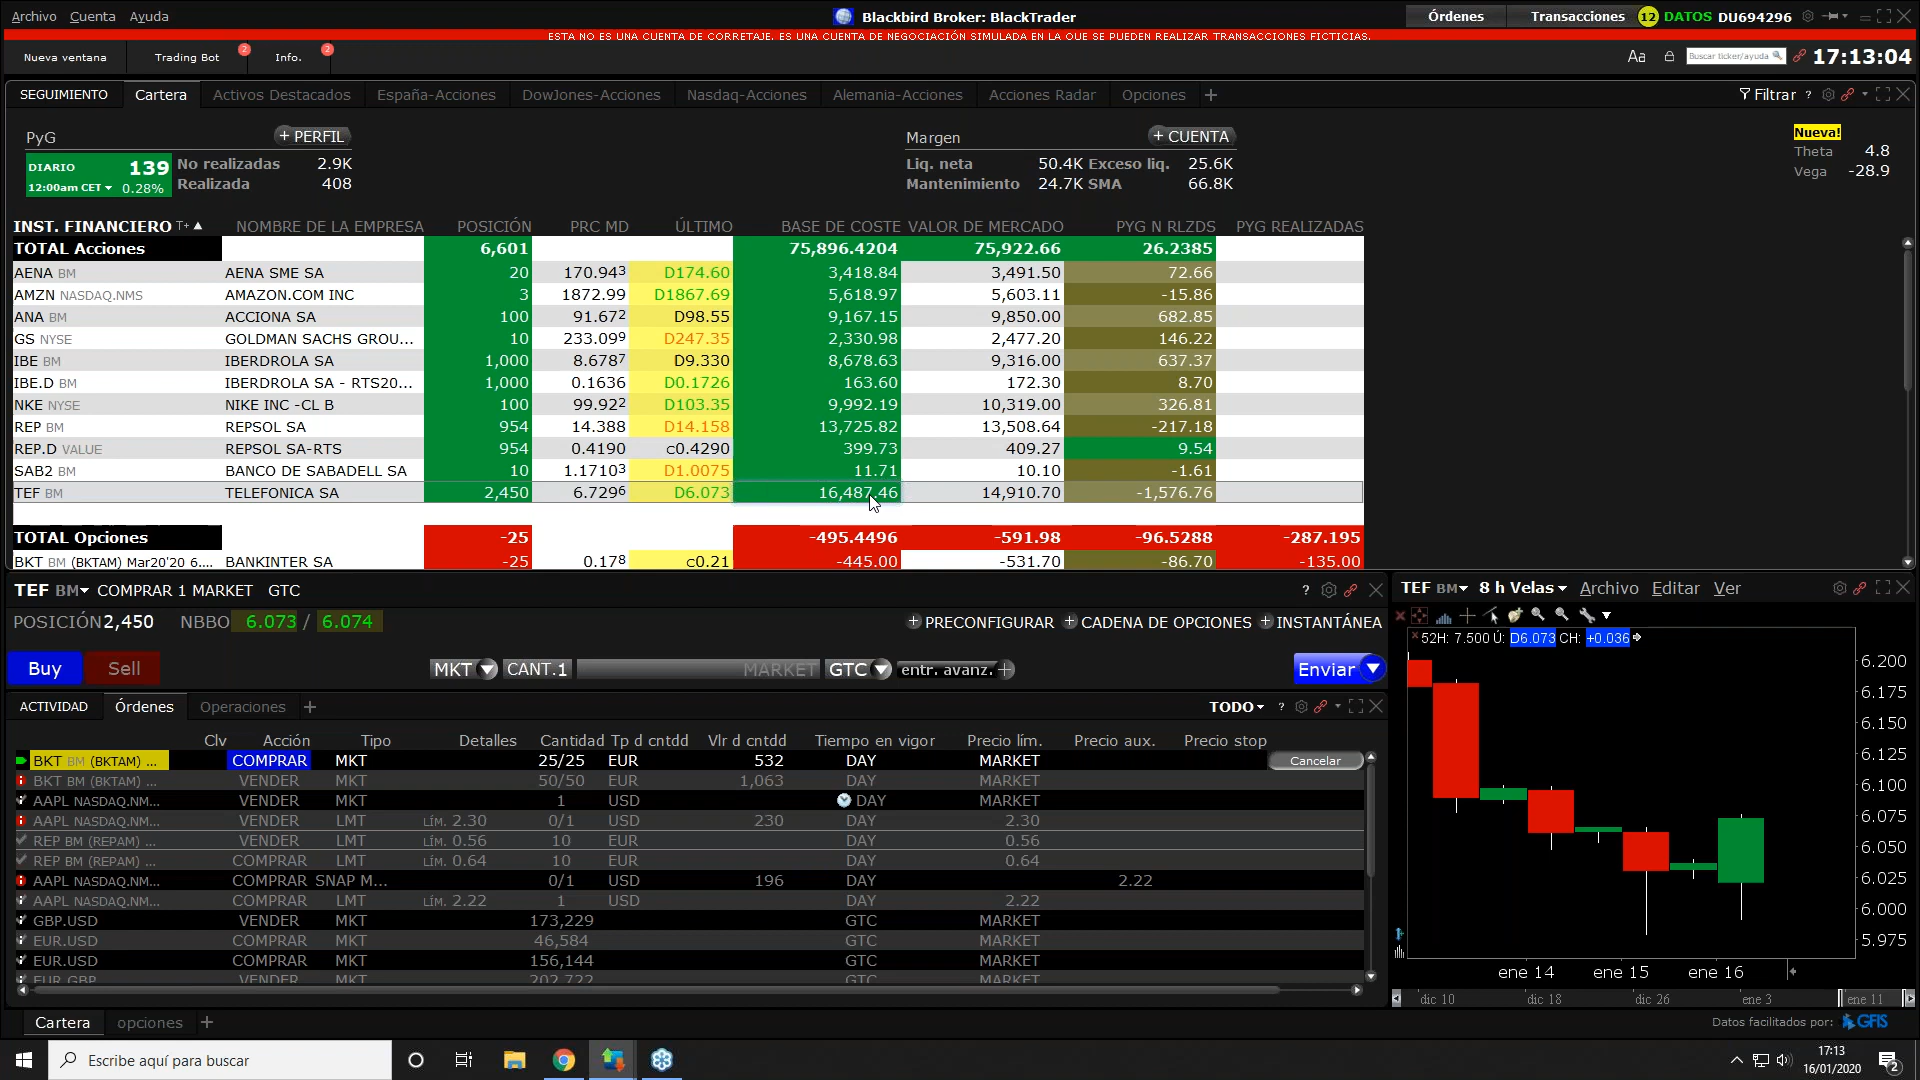 Archivo Cuenta Ayuda
Blackbird Broker: BlackTrader
Órdenes Transacciones 12 DATOS DU694296
ESTA NO ES UNA CUENTA DE CORRETAJE. ES UNA CUENTA DE NEGOCIACIÓN SIMULADA EN LA QUE SE PUEDEN REALIZAR TRANSACCIONES FICTICIAS.
Nueva ventana Trading Bot 2 Info. 2
Aa Buscar ticker/ayuda 17:13:04
SEGUIMIENTO Cartera Activos Destacados España-Acciones DowJones-Acciones Nasdaq-Acciones Alemania-Acciones Acciones Radar Opciones +
Filtrar ?
PyG + PERFIL
DIARIO 139 No realizadas 2.9K
12:00am CET 0.28% Realizada 408
Margen + CUENTA
Liq. neta 50.4K Exceso liq. 25.6K
Mantenimiento 24.7K SMA 66.8K
Nueva!
Theta 4.8
Vega -28.9
INST. FINANCIERO T+ NOMBRE DE LA EMPRESA POSICIÓN PRC MD ÚLTIMO BASE DE COSTE VALOR DE MERCADO PYG N RLZDS PYG REALIZADAS
TOTAL Acciones 6,601 75,896.4204 75,922.66 26.2385
AENA BM AENA SME SA 20 170.943 D174.60 3,418.84 3,491.50 72.66
AMZN NASDAQ.NMS AMAZON.COM INC 3 1872.99 D1867.69 5,618.97 5,603.11 -15.86
ANA BM ACCIONA SA 100 91.672 D98.55 9,167.15 9,850.00 682.85
GS NYSE GOLDMAN SACHS GROU... 10 233.099 D247.35 2,330.98 2,477.20 146.22
IBE BM IBERDROLA SA 1,000 8.6787 D9.330 8,678.63 9,316.00 637.37
IBE.D BM IBERDROLA SA - RTS20... 1,000 0.1636 D0.1726 163.60 172.30 8.70
NKE NYSE NIKE INC -CL B 100 99.922 D103.35 9,992.19 10,319.00 326.81
REP BM REPSOL SA 954 14.388 D14.158 13,725.82 13,508.64 -217.18
REP.D VALUE REPSOL SA-RTS 954 0.4190 c0.4290 399.73 409.27 9.54
SAB2 BM BANCO DE SABADELL SA 10 1.17103 D1.0075 11.71 10.10 -1.61
TEF BM TELEFONICA SA 2,450 6.7296 D6.073 16,487.46 14,910.70 -1,576.76
TOTAL Opciones -25 -495.4496 -591.98 -96.5288 -287.195
BKT BM (BKTAM) Mar20'20 6.... BANKINTER SA -25 0.178 c0.21 -445.00 -531.70 -86.70 -135.00
TEF BM COMPRAR 1 MARKET GTC
?
POSICIÓN 2,450 NBBO 6.073 / 6.074
+ PRECONFIGURAR + CADENA DE OPCIONES + INSTANTÁNEA
Buy Sell MKT CANT.1 MARKET GTC entr. avanz. + Enviar
ACTIVIDAD Órdenes Operaciones + TODO ?
Clv Acción Tipo Detalles Cantidad Tp d cntdd Vlr d cntdd Tiempo en vigor Precio lím. Precio aux. Precio stop
BKT BM (BKTAM) ... COMPRAR MKT 25/25 EUR 532 DAY MARKET Cancelar
BKT BM (BKTAM) ... VENDER MKT 50/50 EUR 1,063 DAY MARKET
AAPL NASDAQ.NM... VENDER MKT 1 USD DAY MARKET
AAPL NASDAQ.NM... VENDER LMT LÍM. 2.30 0/1 USD 230 DAY 2.30
REP BM (REPAM) ... VENDER LMT LÍM. 0.56 10 EUR DAY 0.56
REP BM (REPAM) ... COMPRAR LMT LÍM. 0.64 10 EUR DAY 0.64
AAPL NASDAQ.NM... COMPRAR SNAP M... 0/1 USD 196 DAY 2.22
AAPL NASDAQ.NM... COMPRAR LMT LÍM. 2.22 1 USD DAY 2.22
GBP.USD VENDER MKT 173,229 GTC MARKET
EUR.USD COMPRAR MKT 46,584 GTC MARKET
EUR.USD COMPRAR MKT 156,144 GTC MARKET
EUR.GBP VENDER MKT 202,722 GTC MARKET
TEF BM 8 h Velas Archivo Editar Ver
52H: 7.500 Ú: D6.073 CH: +0.036
6.200
6.175
6.150
6.125
6.100
6.075
6.050
6.025
6.000
5.975
ene 14 ene 15 ene 16
dic 10 dic 18 dic 26 ene 3 ene 11
Cartera opciones +
Datos facilitados por: GFIS
Escribe aquí para buscar
17:13
16/01/2020
2